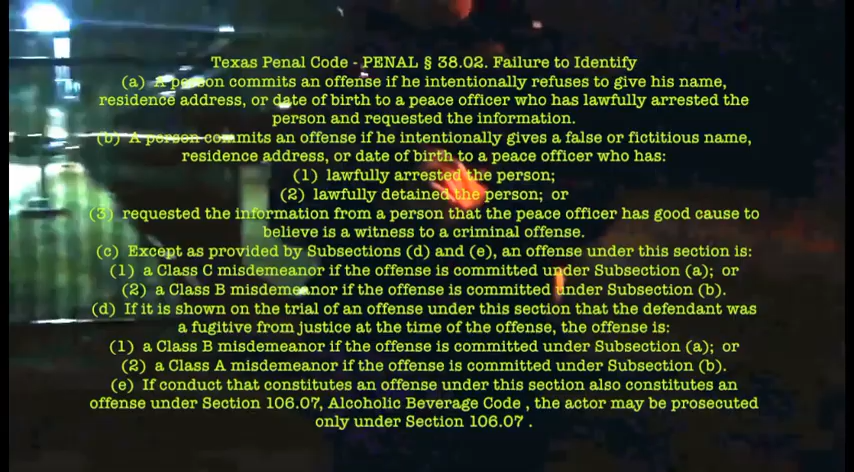 Texas Penal Code - PENAL § 38.02. Failure to Identify
(a) A person commits an offense if he intentionally refuses to give his name,
residence address, or date of birth to a peace officer who has lawfully arrested the
person and requested the information.
(b) A person commits an offense if he intentionally gives a false or fictitious name,
residence address, or date of birth to a peace officer who has:
(1) lawfully arrested the person;
(2) lawfully detained the person; or
(3) requested the information from a person that the peace officer has good cause to
believe is a witness to a criminal offense.
(c) Except as provided by Subsections (d) and (e), an offense under this section is:
(1) a Class C misdemeanor if the offense is committed under Subsection (a); or
(2) a Class B misdemeanor if the offense is committed under Subsection (b).
(d) If it is shown on the trial of an offense under this section that the defendant was
a fugitive from justice at the time of the offense, the offense is:
(1) a Class B misdemeanor if the offense is committed under Subsection (a); or
(2) a Class A misdemeanor if the offense is committed under Subsection (b).
(e) If conduct that constitutes an offense under this section also constitutes an
offense under Section 106.07, Alcoholic Beverage Code , the actor may be prosecuted
only under Section 106.07 .